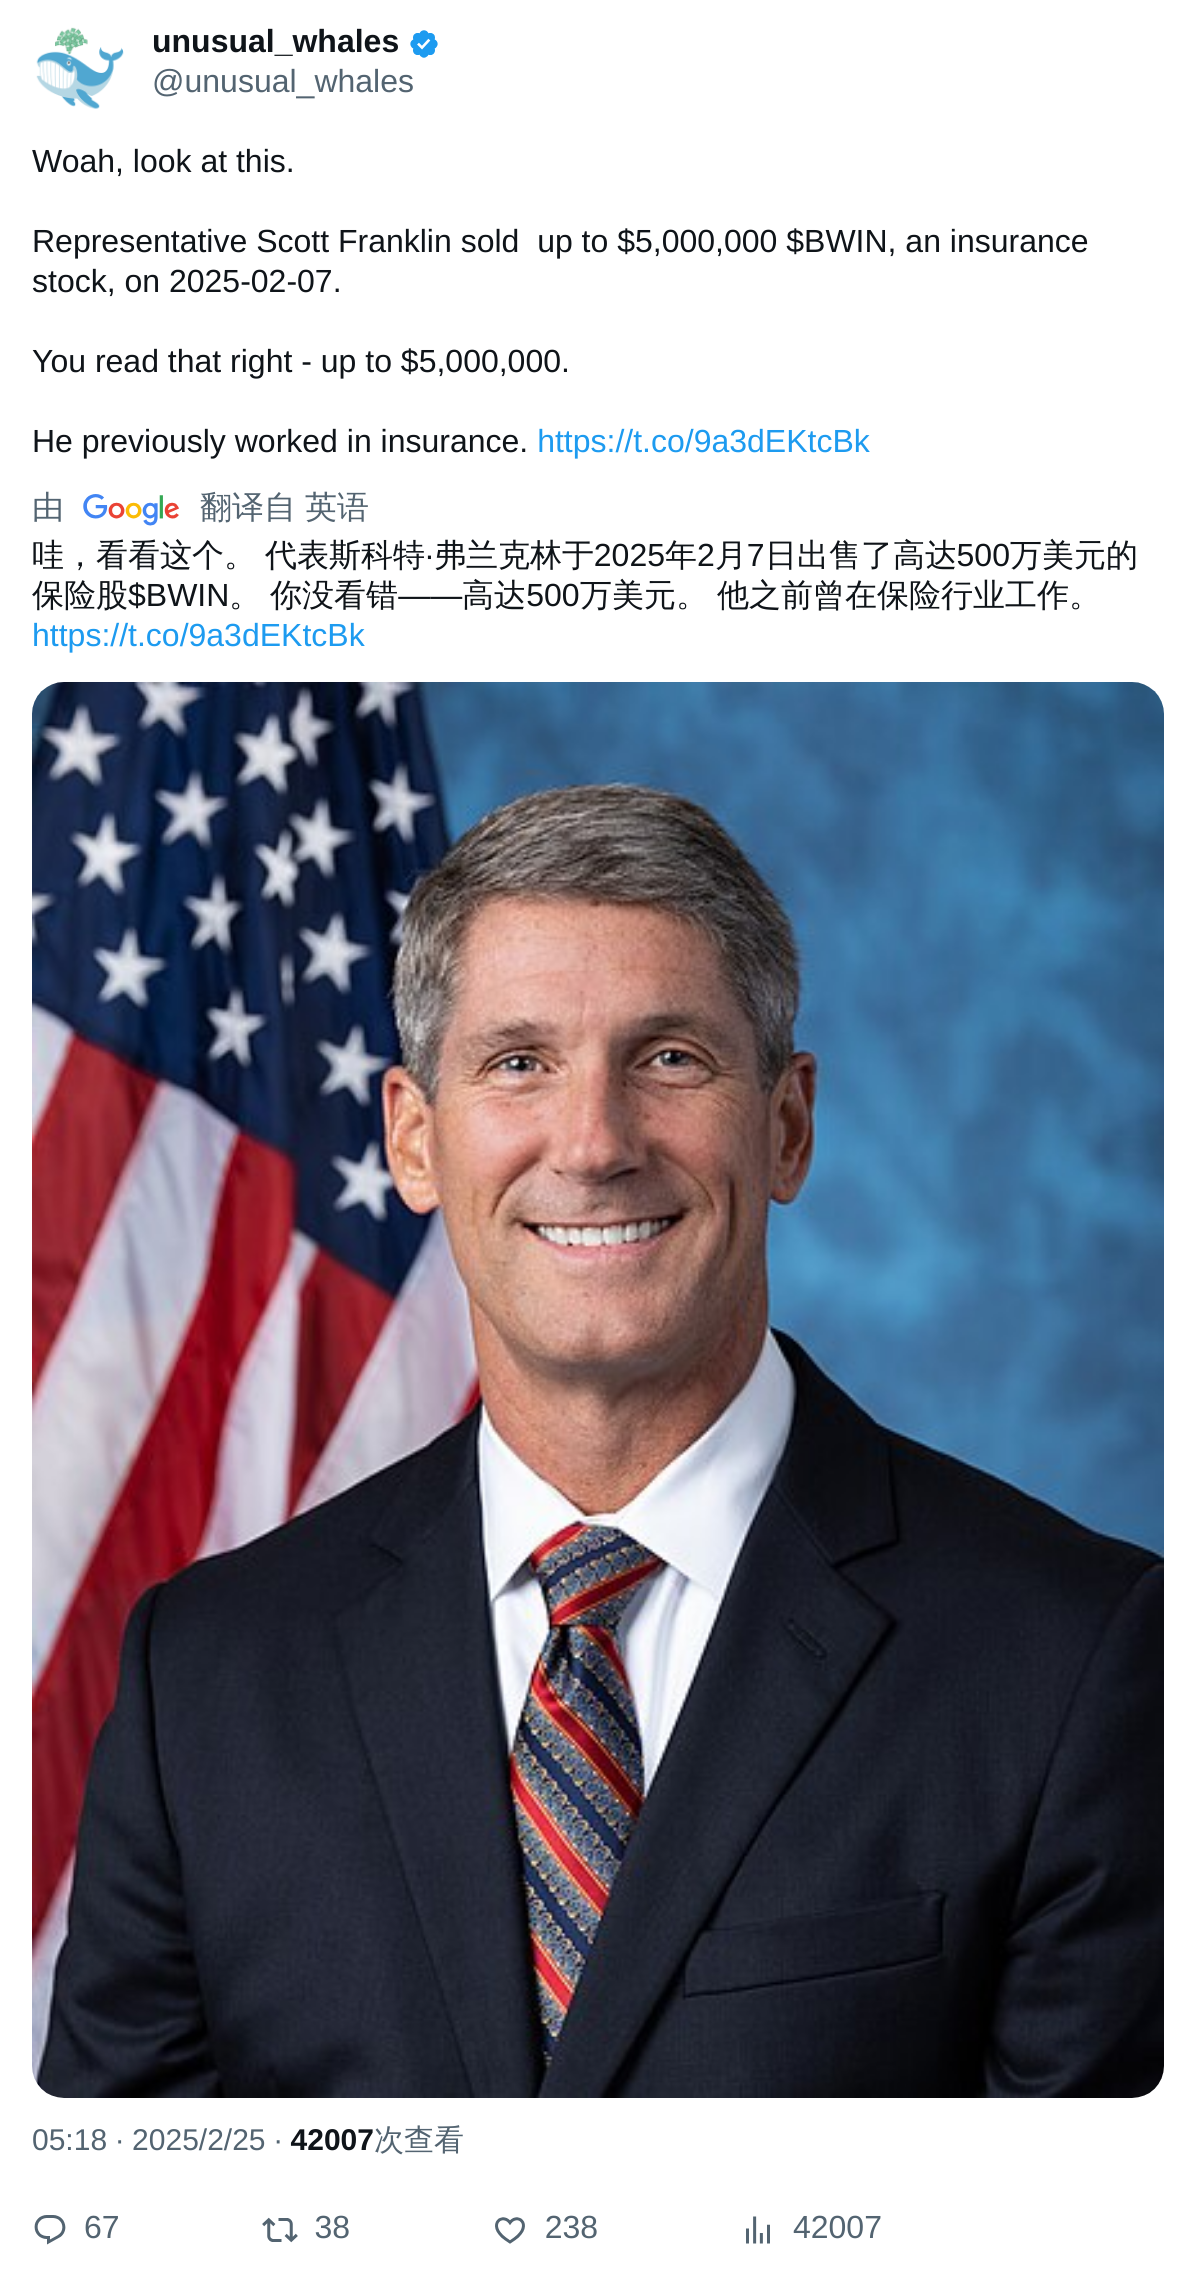 unusual_whales
@unusual_whales
Woah, look at this.
Representative Scott Franklin sold  up to $5,000,000 $BWIN, an insurance
stock, on 2025-02-07.
You read that right - up to $5,000,000.
He previously worked in insurance. https://t.co/9a3dEKtcBk
由 Google 翻译自 英语
哇，看看这个。 代表斯科特·弗兰克林于2025年2月7日出售了高达500万美元的
保险股$BWIN。 你没看错——高达500万美元。 他之前曾在保险行业工作。
https://t.co/9a3dEKtcBk
05:18 · 2025/2/25 · 42007次查看
67 38 238 42007